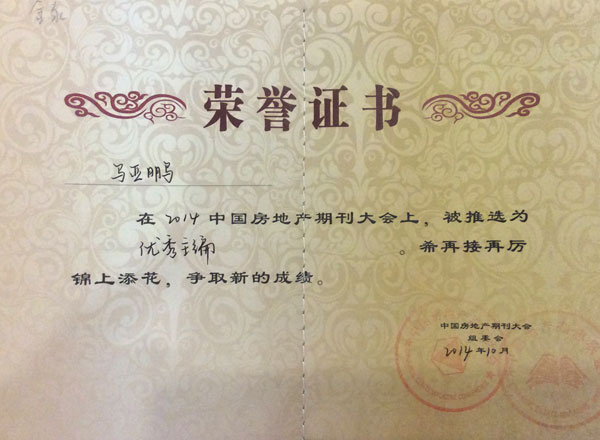 荣誉证书
马亚鹏
在2014中国房地产期刊大会上，被推选为
优秀主编。希再接再厉
锦上添花，争取新的成绩。
中国房地产期刊大会
组委会
2014年10月